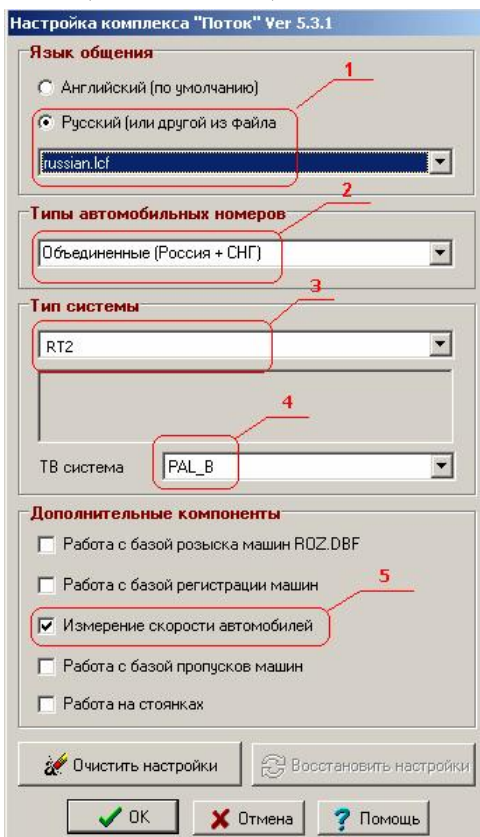 Настройка комплекса "Поток" Ver 5.3.1
Язык общения
1
Английский (по умолчанию)
Русский (или другой из файла
russian.lcf
2
Типы автомобильных номеров
Объединенные (Россия + СНГ)
3
Тип системы
RT2
4
ТВ система PAL_B
Дополнительные компоненты
Работа с базой розыска машин ROZ.DBF
Работа с базой регистрации машин
5
Измерение скорости автомобилей
Работа с базой пропусков машин
Работа на стоянках
Очистить настройки Восстановить настройки
OK Отмена ? Помощь